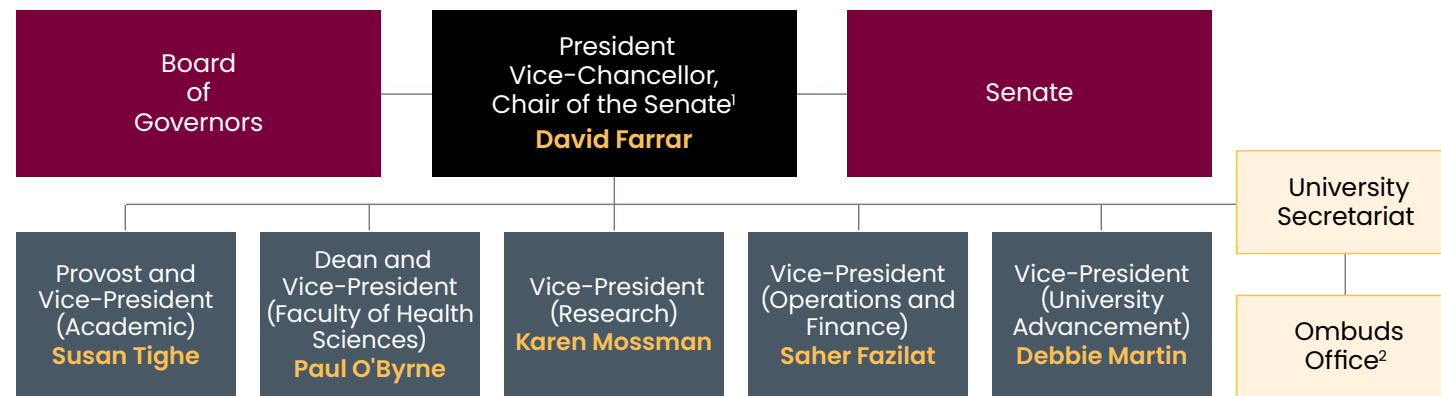 Board
of
Governors
President
Vice-Chancellor,
Chair of the Senate¹
David Farrar
Senate
University
Secretariat
Provost and
Vice-President
(Academic)
Susan Tighe
Dean and
Vice-President
(Faculty of Health
Sciences)
Paul O'Byrne
Vice-President
(Research)
Karen Mossman
Vice-President
(Operations and
Finance)
Saher Fazilat
Vice-President
(University
Advancement)
Debbie Martin
Ombuds
Office²